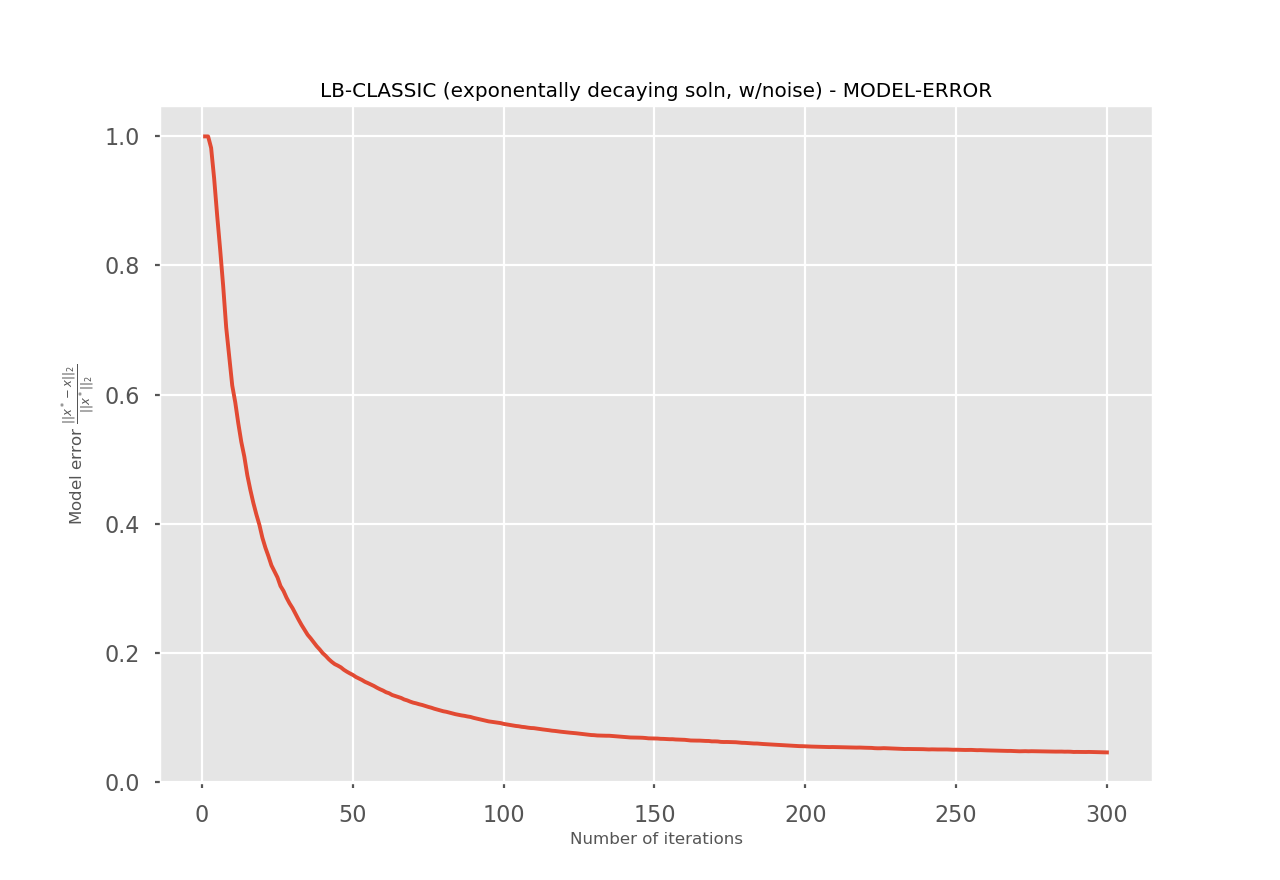 LB-CLASSIC (exponentially decaying soln, w/noise) - MODEL-ERROR
Model error ||x* − x||₂ / ||x*||₂
1.0
0.8
0.6
0.4
0.2
0.0
0 50 100 150 200 250 300
Number of iterations